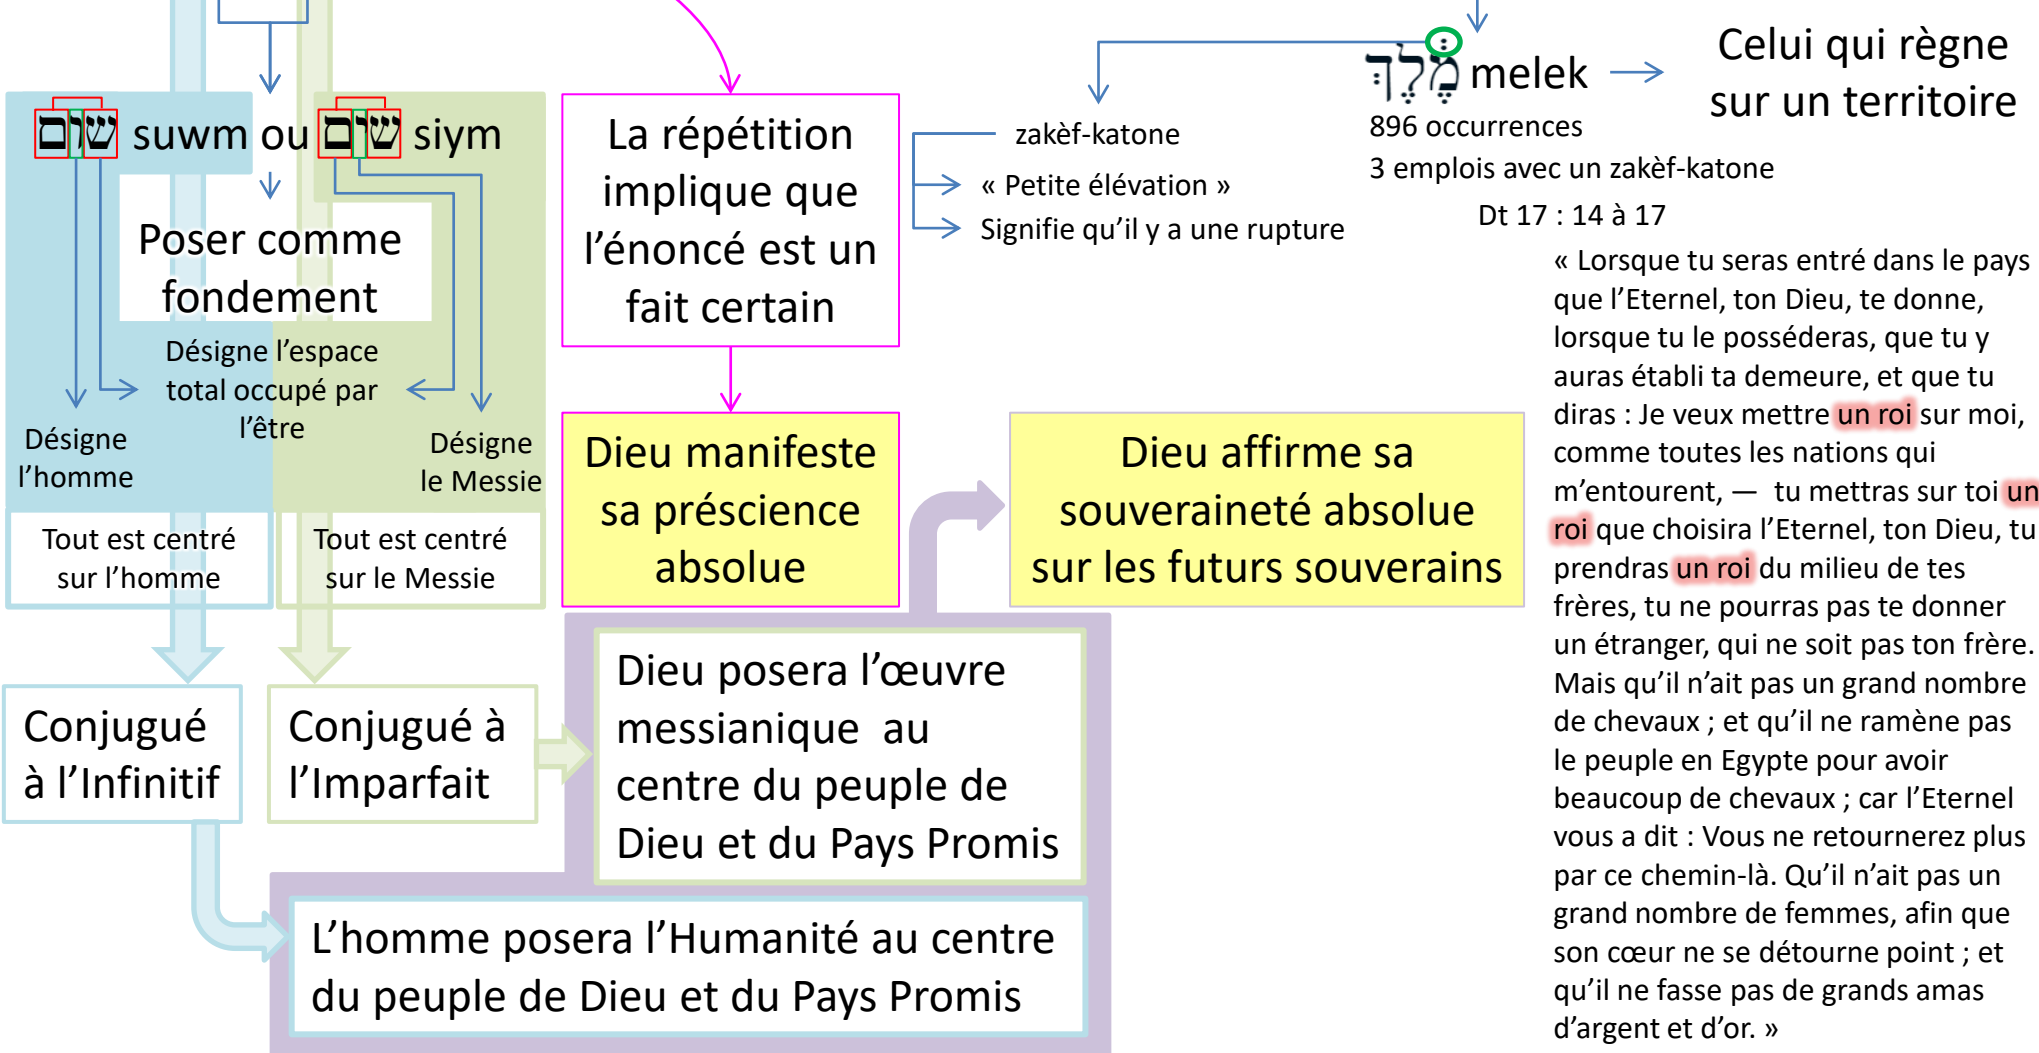 שום suwm ou שים siym
Poser comme
fondement
Désigne l’espace
total occupé par
l’être
Désigne
l’homme
Désigne
le Messie
Tout est centré
sur l’homme
Tout est centré
sur le Messie
Conjugué
à l’Infinitif
Conjugué à
l’Imparfait
La répétition
implique que
l’énoncé est un
fait certain
Dieu manifeste
sa préscience
absolue
Dieu affirme sa
souveraineté absolue
sur les futurs souverains
Dieu posera l’œuvre
messianique au
centre du peuple de
Dieu et du Pays Promis
L’homme posera l’Humanité au centre
du peuple de Dieu et du Pays Promis
zakèf-katone
« Petite élévation »
Signifie qu’il y a une rupture
מֶּ֔לֶךְ melek
896 occurrences
3 emplois avec un zakèf-katone
Celui qui règne
sur un territoire
Dt 17 : 14 à 17
« Lorsque tu seras entré dans le pays
que l’Eternel, ton Dieu, te donne,
lorsque tu le posséderas, que tu y
auras établi ta demeure, et que tu
diras : Je veux mettre un roi sur moi,
comme toutes les nations qui
m’entourent, — tu mettras sur toi un
roi que choisira l’Eternel, ton Dieu, tu
prendras un roi du milieu de tes
frères, tu ne pourras pas te donner
un étranger, qui ne soit pas ton frère.
Mais qu’il n’ait pas un grand nombre
de chevaux ; et qu’il ne ramène pas
le peuple en Egypte pour avoir
beaucoup de chevaux ; car l’Eternel
vous a dit : Vous ne retournerez plus
par ce chemin-là. Qu’il n’ait pas un
grand nombre de femmes, afin que
son cœur ne se détourne point ; et
qu’il ne fasse pas de grands amas
d’argent et d’or. »